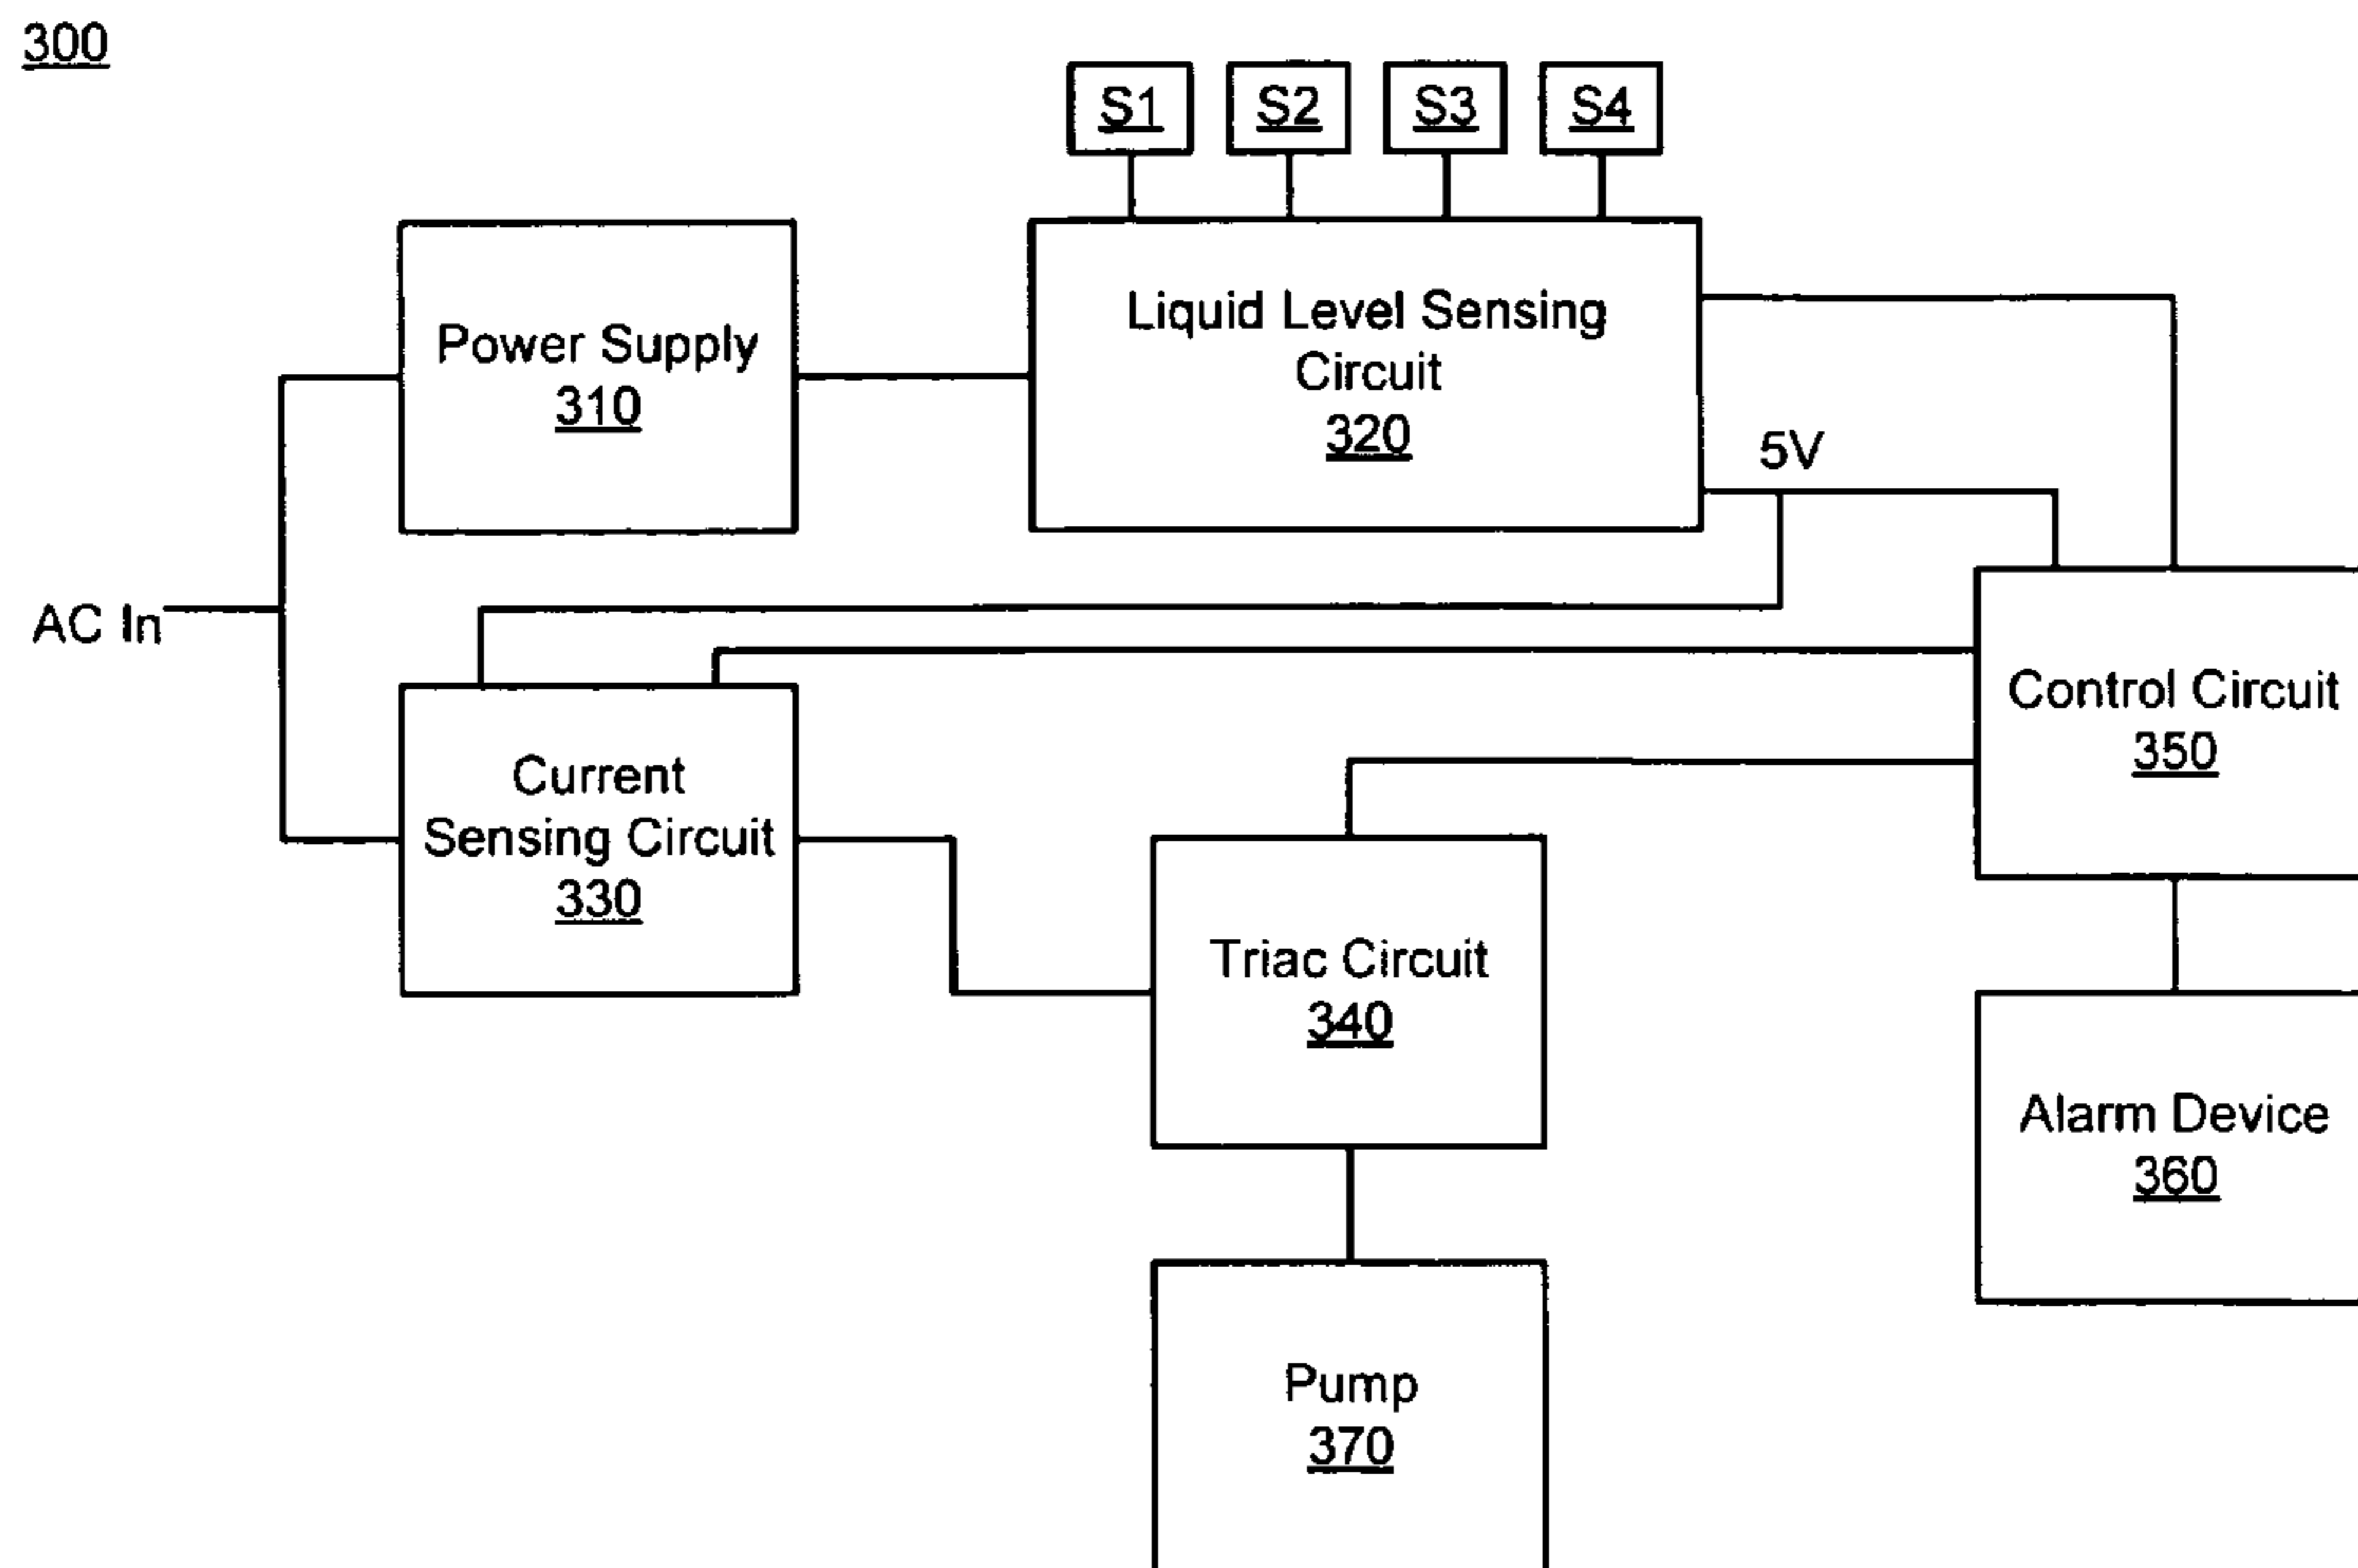 300
S1 S2 S3 S4
Power Supply
310
Liquid Level Sensing
Circuit
320
5V
AC In
Current
Sensing Circuit
330
Control Circuit
350
Triac Circuit
340
Alarm Device
360
Pump
370